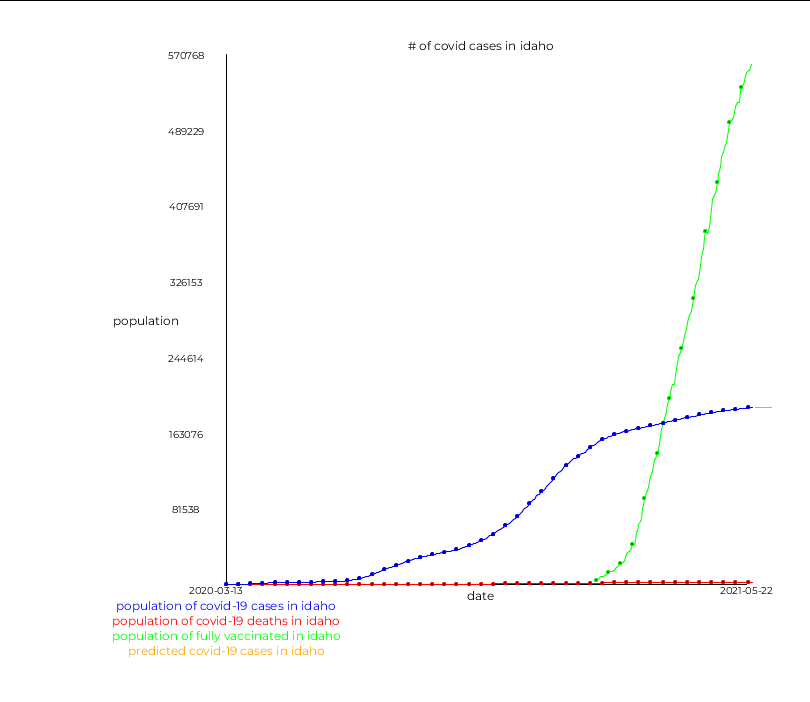 # of covid cases in idaho
570768
489229
407691
326153
population
244614
163076
81538
2020-03-13
2021-05-22
date
population of covid-19 cases in idaho
population of covid-19 deaths in idaho
population of fully vaccinated in idaho
predicted covid-19 cases in idaho